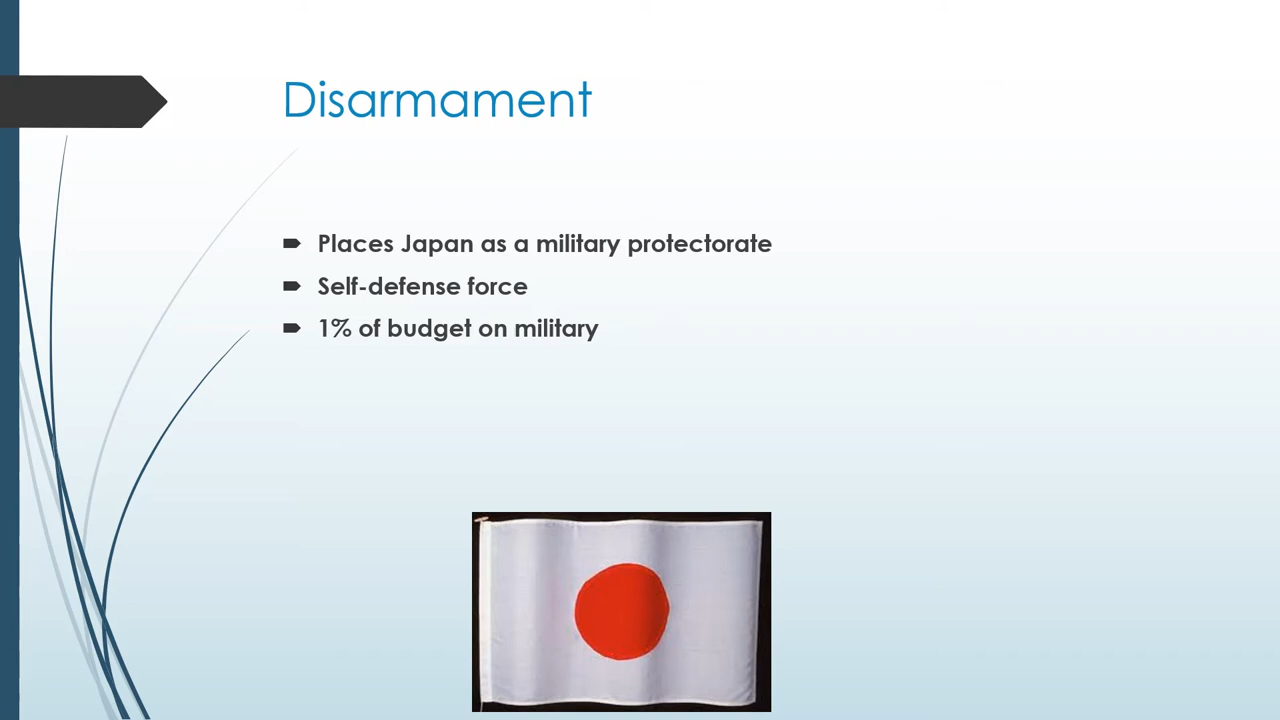 Disarmament
Places Japan as a military protectorate
Self-defense force
1% of budget on military